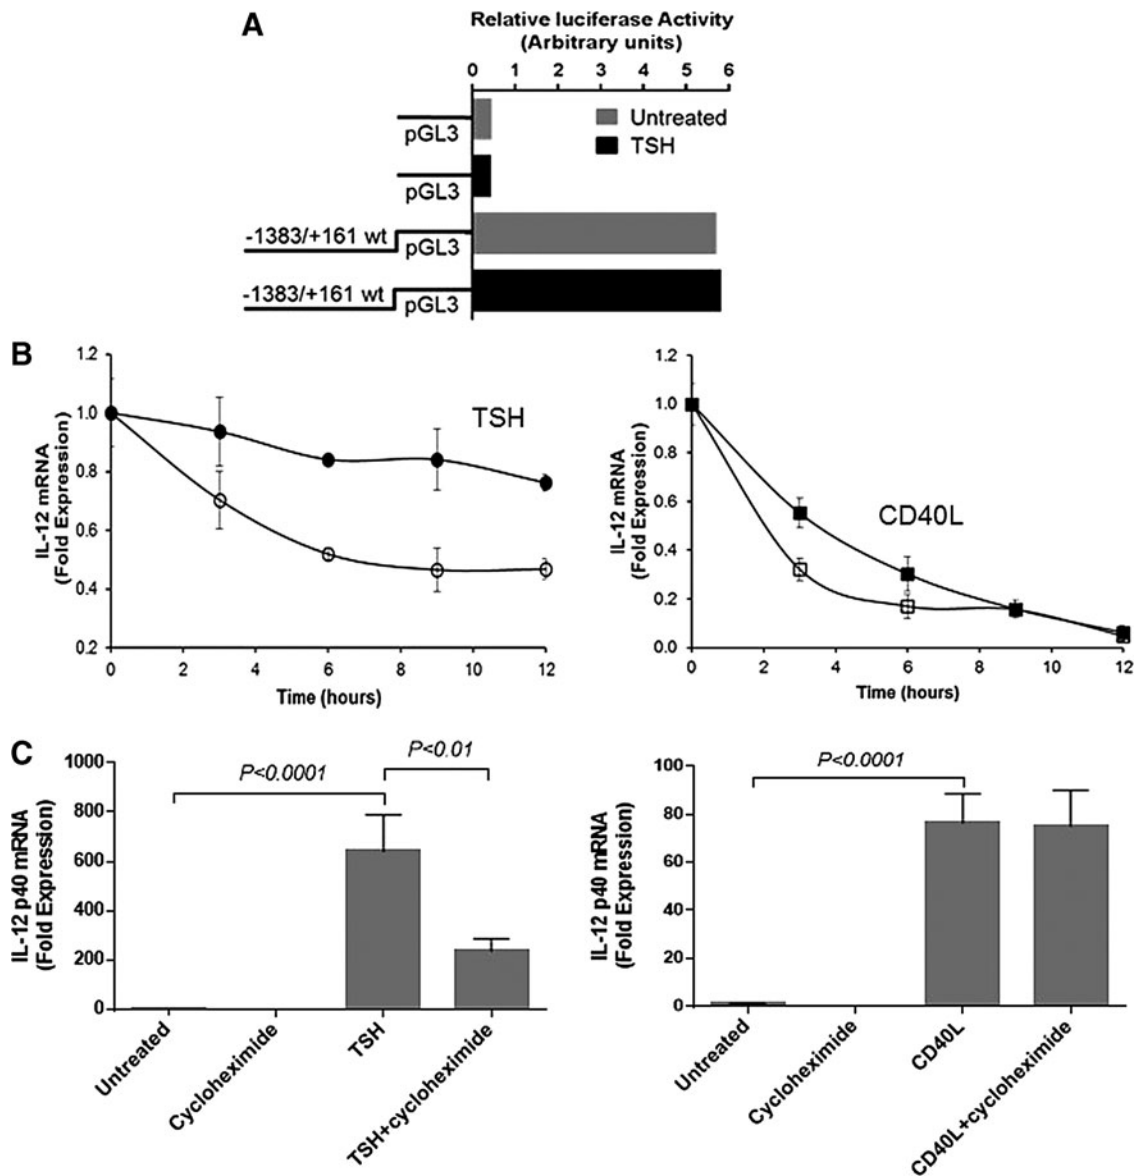 A
Relative luciferase Activity
(Arbitrary units)
0 1 2 3 4 5 6
pGL3
Untreated
TSH
pGL3
-1383/+161 wt
pGL3
-1383/+161 wt
pGL3
B
IL-12 mRNA
(Fold Expression)
1.2
1.0
0.8
0.6
0.4
0.2
TSH
0 2 4 6 8 10 12
Time (hours)
IL-12 mRNA
(Fold Expression)
1.2
1.0
0.8
0.6
0.4
0.2
0.0
CD40L
0 2 4 6 8 10 12
Time (hours)
C
IL-12 p40 mRNA
(Fold Expression)
1000
800
600
400
200
0
P<0.0001
P<0.01
Untreated
Cycloheximide
TSH
TSH+cycloheximide
IL-12 p40 mRNA
(Fold Expression)
100
80
60
40
20
0
P<0.0001
Untreated
Cycloheximide
CD40L
CD40L+cycloheximide